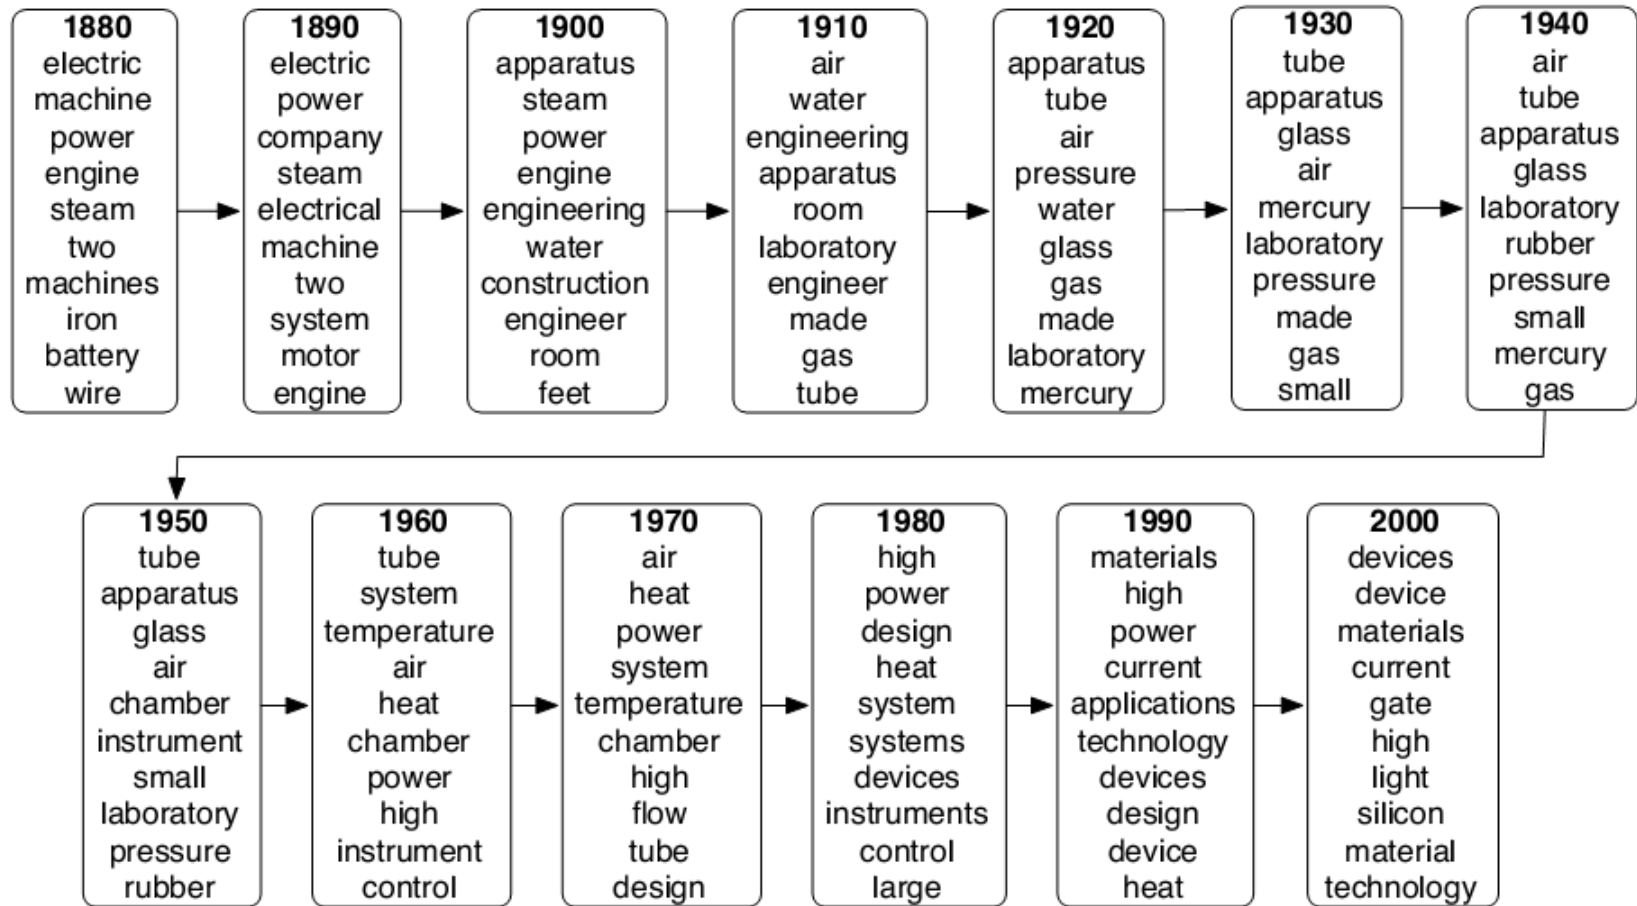 1880
electric
machine
power
engine
steam
two
machines
iron
battery
wire
1890
electric
power
company
steam
electrical
machine
two
system
motor
engine
1900
apparatus
steam
power
engine
engineering
water
construction
engineer
room
feet
1910
air
water
engineering
apparatus
room
laboratory
engineer
made
gas
tube
1920
apparatus
tube
air
pressure
water
glass
gas
made
laboratory
mercury
1930
tube
apparatus
glass
air
mercury
laboratory
pressure
made
gas
small
1940
air
tube
apparatus
glass
laboratory
rubber
pressure
small
mercury
gas
1950
tube
apparatus
glass
air
chamber
instrument
small
laboratory
pressure
rubber
1960
tube
system
temperature
air
heat
chamber
power
high
instrument
control
1970
air
heat
power
system
temperature
chamber
high
flow
tube
design
1980
high
power
design
heat
system
systems
devices
instruments
control
large
1990
materials
high
power
current
applications
technology
devices
design
device
heat
2000
devices
device
materials
current
gate
high
light
silicon
material
technology